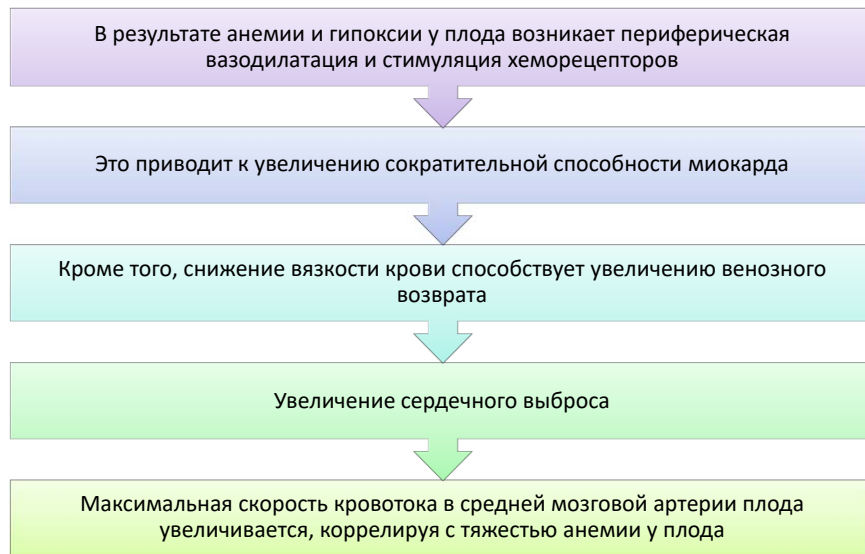 В результате анемии и гипоксии у плода возникает периферическая
вазодилатация и стимуляция хеморецепторов
Это приводит к увеличению сократительной способности миокарда
Кроме того, снижение вязкости крови способствует увеличению венозного
возврата
Увеличение сердечного выброса
Максимальная скорость кровотока в средней мозговой артерии плода
увеличивается, коррелируя с тяжестью анемии у плода